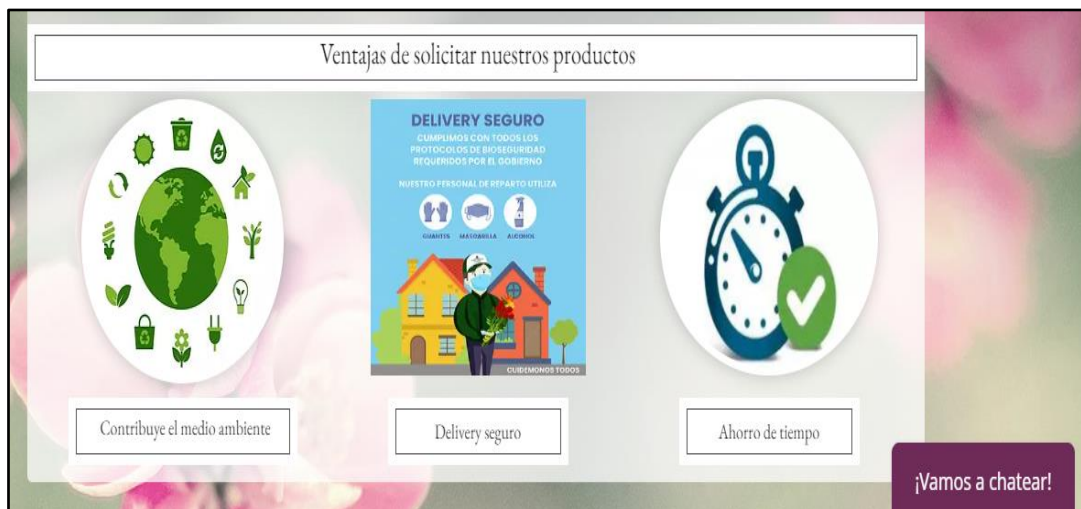 Ventajas de solicitar nuestros productos
DELIVERY SEGURO
CUMPLIMOS CON TODOS LOS
PROTOCOLOS DE BIOSEGURIDAD
REQUERIDOS POR EL GOBIERNO
NUESTRO PERSONAL DE REPARTO UTILIZA
GUANTES MASCARILLA ALCOHOL
CUIDEMONOS TODOS
Contribuye el medio ambiente
Delivery seguro
Ahorro de tiempo
¡Vamos a chatear!